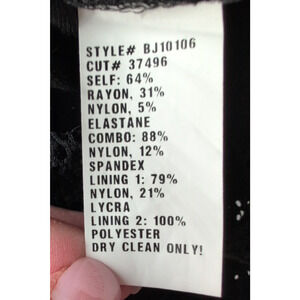 STYLE# BJ10106
CUT# 37496
SELF: 64%
RAYON, 31%
NYLON, 5%
ELASTANE
COMBO: 88%
NYLON, 12%
SPANDEX
LINING 1: 79%
NYLON, 21%
LYCRA
LINING 2: 100%
POLYESTER
DRY CLEAN ONLY!